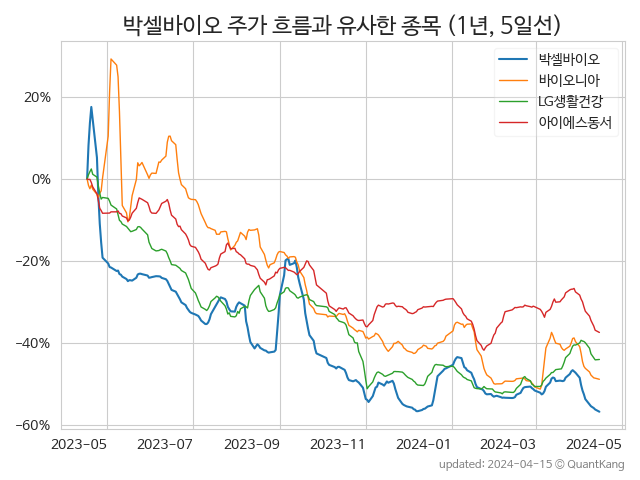 박셀바이오 주가 흐름과 유사한 종목 (1년, 5일선)
박셀바이오
바이오니아
LG생활건강
아이에스동서
20%
0%
−20%
−40%
−60%
2023-05
2023-07
2023-09
2023-11
2024-01
2024-03
2024-05
updated: 2024-04-15 © QuantKang